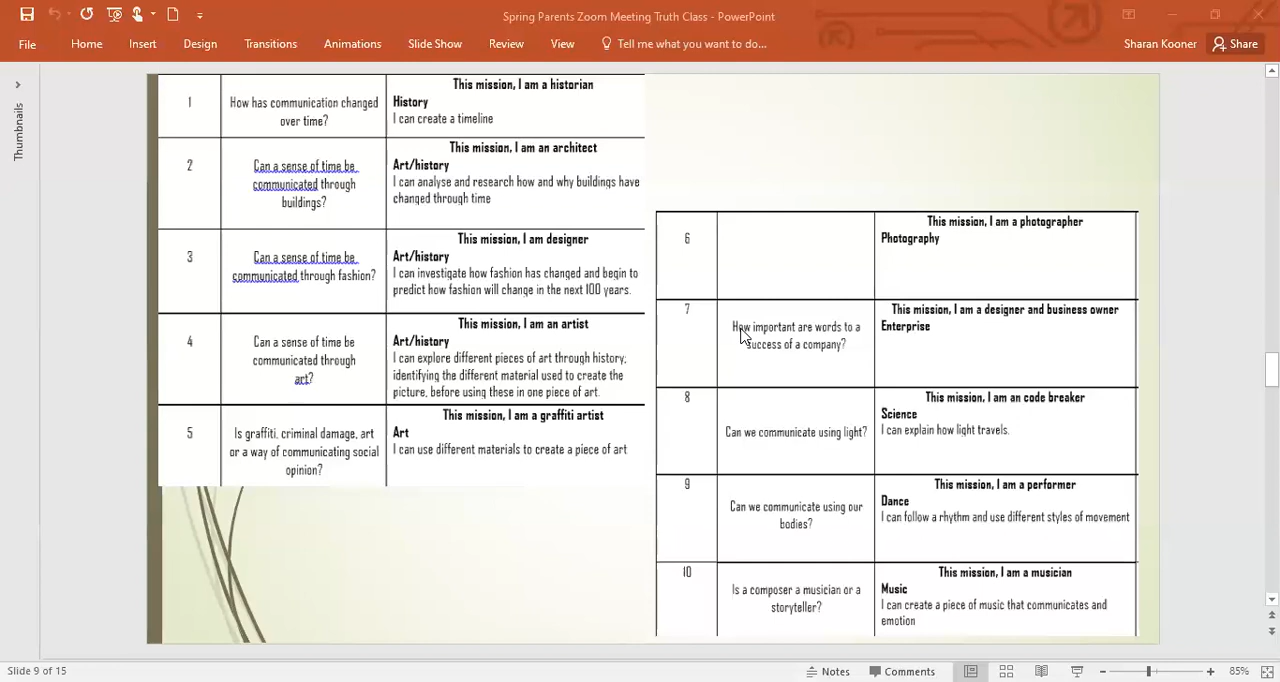 Spring Parents Zoom Meeting Truth Class - PowerPoint
File Home Insert Design Transitions Animations Slide Show Review View Tell me what you want to do... Sharan Kooner Share
Thumbnails
1
How has communication changed
over time?
This mission, I am a historian
History
I can create a timeline
2
Can a sense of time be
communicated through
buildings?
This mission, I am an architect
Art/history
I can analyse and research how and why buildings have
changed through time
3
Can a sense of time be
communicated through fashion?
This mission, I am designer
Art/history
I can investigate how fashion has changed and begin to
predict how fashion will change in the next 100 years.
4
Can a sense of time be
communicated through
art?
This mission, I am an artist
Art/history
I can explore different pieces of art through history;
identifying the different material used to create the
picture, before using these in one piece of art.
5
Is graffiti, criminal damage, art
or a way of communicating social
opinion?
This mission, I am a graffiti artist
Art
I can use different materials to create a piece of art
6
This mission, I am a photographer
Photography
7
How important are words to a
success of a company?
This mission, I am a designer and business owner
Enterprise
8
Can we communicate using light?
This mission, I am an code breaker
Science
I can explain how light travels.
9
Can we communicate using our
bodies?
This mission, I am a performer
Dance
I can follow a rhythm and use different styles of movement
10
Is a composer a musician or a
storyteller?
This mission, I am a musician
Music
I can create a piece of music that communicates and
emotion
Slide 9 of 15 Notes Comments 85%